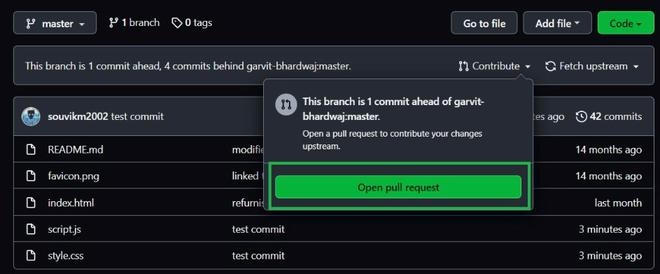 master 1 branch 0 tags Go to file Add file Code
This branch is 1 commit ahead, 4 commits behind garvit-bhardwaj:master. Contribute Fetch upstream
This branch is 1 commit ahead of garvit-
bhardwaj:master.
Open a pull request to contribute your changes
upstream.
Open pull request
souvikm2002 test commit es ago 42 commits
README.md modifie 14 months ago
favicon.png linked t 14 months ago
index.html refurnis last month
script.js test commit 3 minutes ago
style.css test commit 3 minutes ago